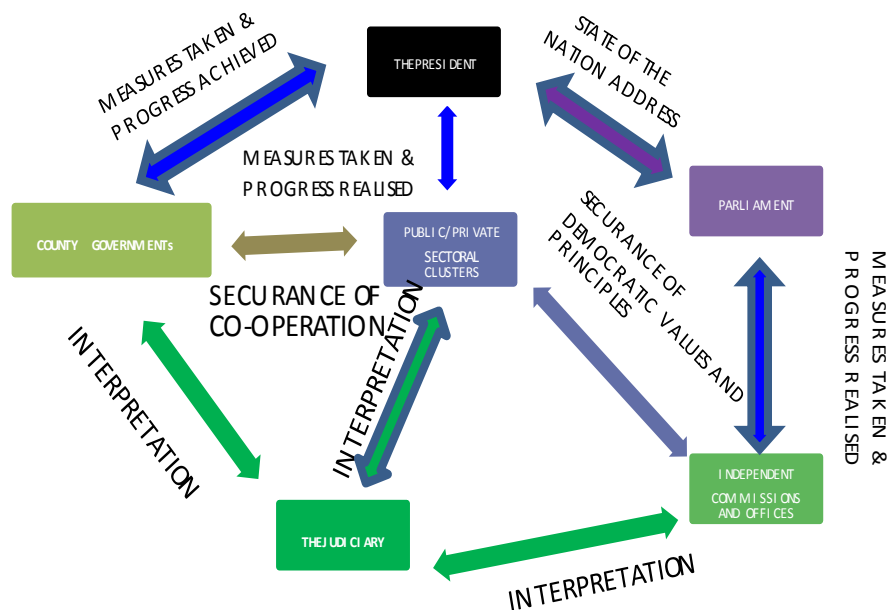 MEASURES TAKEN &
PROGRESS ACHIEVED
THEPRESIDENT
STATE OF THE
NATION ADDRESS
MEASURES TAKEN &
PROGRESS REALISED
COUNTY GOVERNMENTs
PUBLIC/PRIVATE
SECTORAL
CLUSTERS
SECURANCE OF
DEMOCRATIC VALUES AND
PRINCIPLES
PARLIAMENT
SECURANCE OF
CO-OPERATION
MEASURES TAKEN &
PROGRESS REALISED
INTERPRETATION
INTERPRETATION
THEJUDICIARY
INDEPENDENT
COMMISSIONS
AND OFFICES
INTERPRETATION